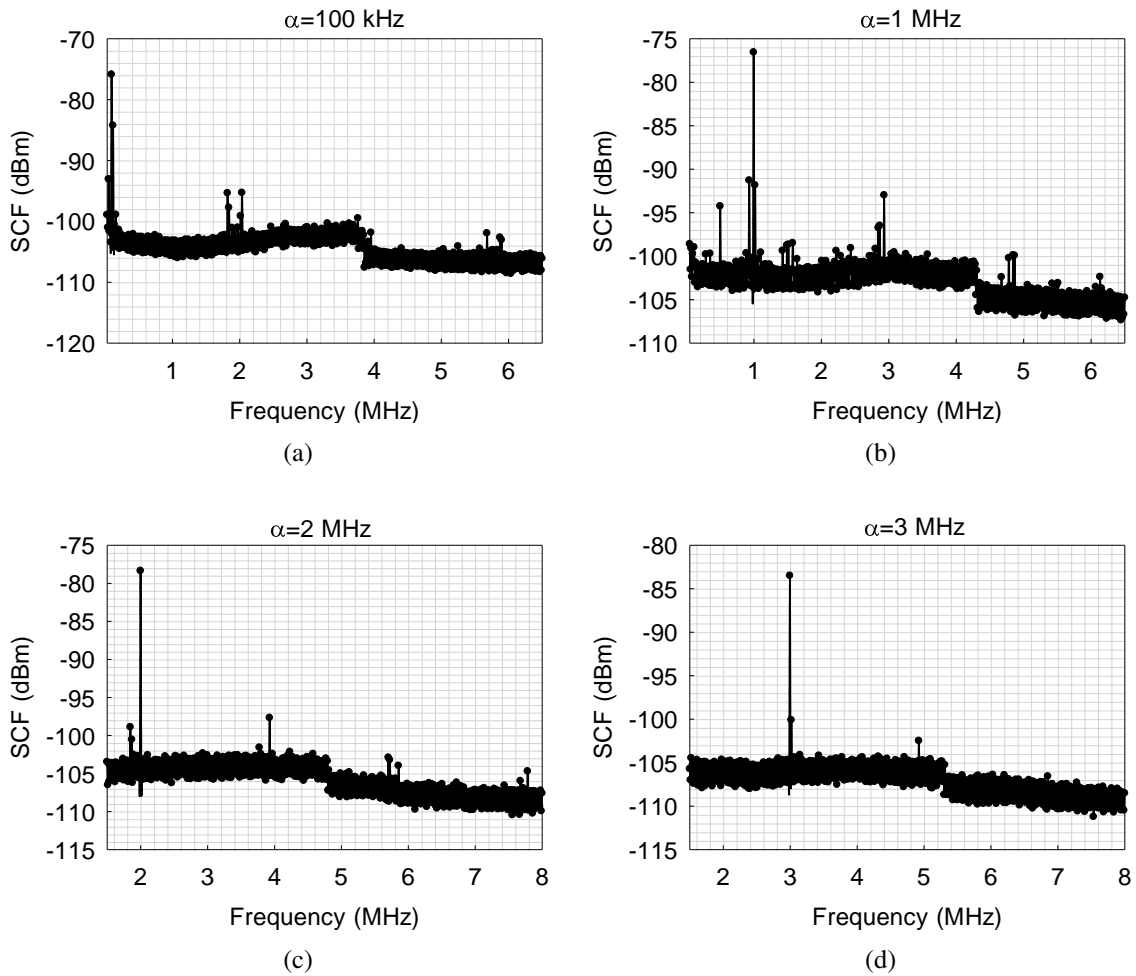 α=100 kHz
SCF (dBm)
-70
-80
-90
-100
-110
-120
1 2 3 4 5 6
Frequency (MHz)
(a)
α=1 MHz
SCF (dBm)
-75
-80
-85
-90
-95
-100
-105
-110
1 2 3 4 5 6
Frequency (MHz)
(b)
α=2 MHz
SCF (dBm)
-75
-80
-85
-90
-95
-100
-105
-110
-115
2 3 4 5 6 7 8
Frequency (MHz)
(c)
α=3 MHz
SCF (dBm)
-80
-85
-90
-95
-100
-105
-110
-115
2 3 4 5 6 7 8
Frequency (MHz)
(d)